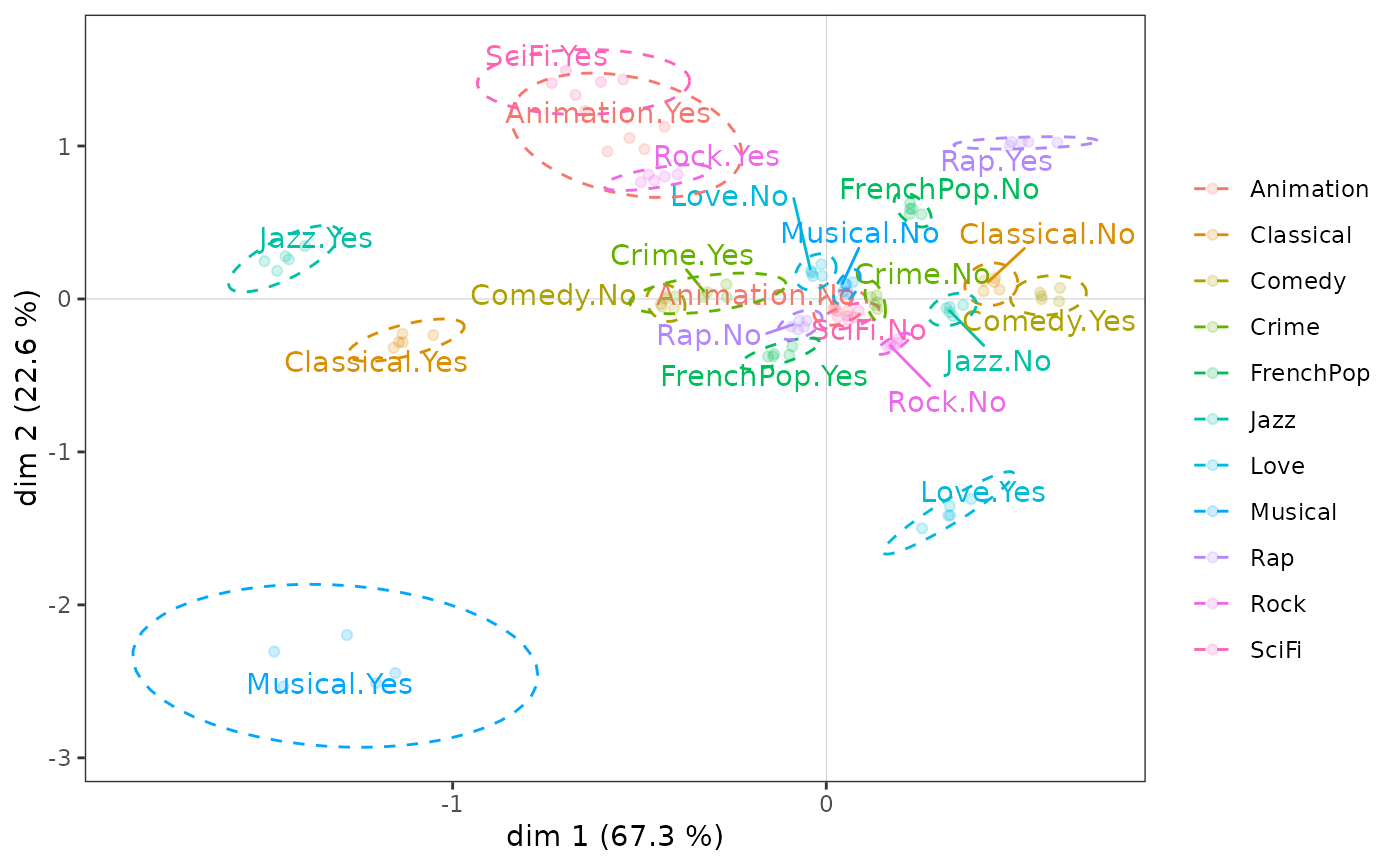 SciFi.Yes
Animation.Yes
Rock.Yes
Rap.Yes
Love.No
FrenchPop.No
Jazz.Yes
Musical.No
Classical.No
Crime.Yes
Crime.No
Comedy.No
Animation.No
Comedy.Yes
Rap.No
SciFi.No
Classical.Yes
FrenchPop.Yes
Jazz.No
Rock.No
Love.Yes
Musical.Yes
1
0
-1
-2
-3
dim 2 (22.6 %)
-1
0
dim 1 (67.3 %)
Animation
Classical
Comedy
Crime
FrenchPop
Jazz
Love
Musical
Rap
Rock
SciFi